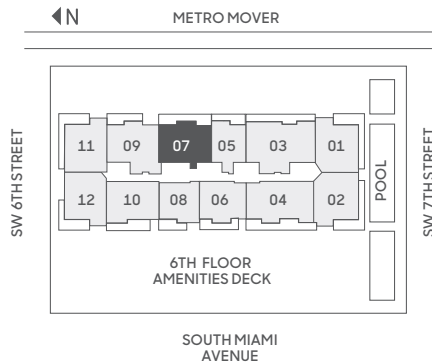 N
METRO MOVER
SW 6TH STREET
11 09 07 05 03 01
12 10 08 06 04 02
POOL
SW 7TH STREET
6TH FLOOR
AMENITIES DECK
SOUTH MIAMI
AVENUE